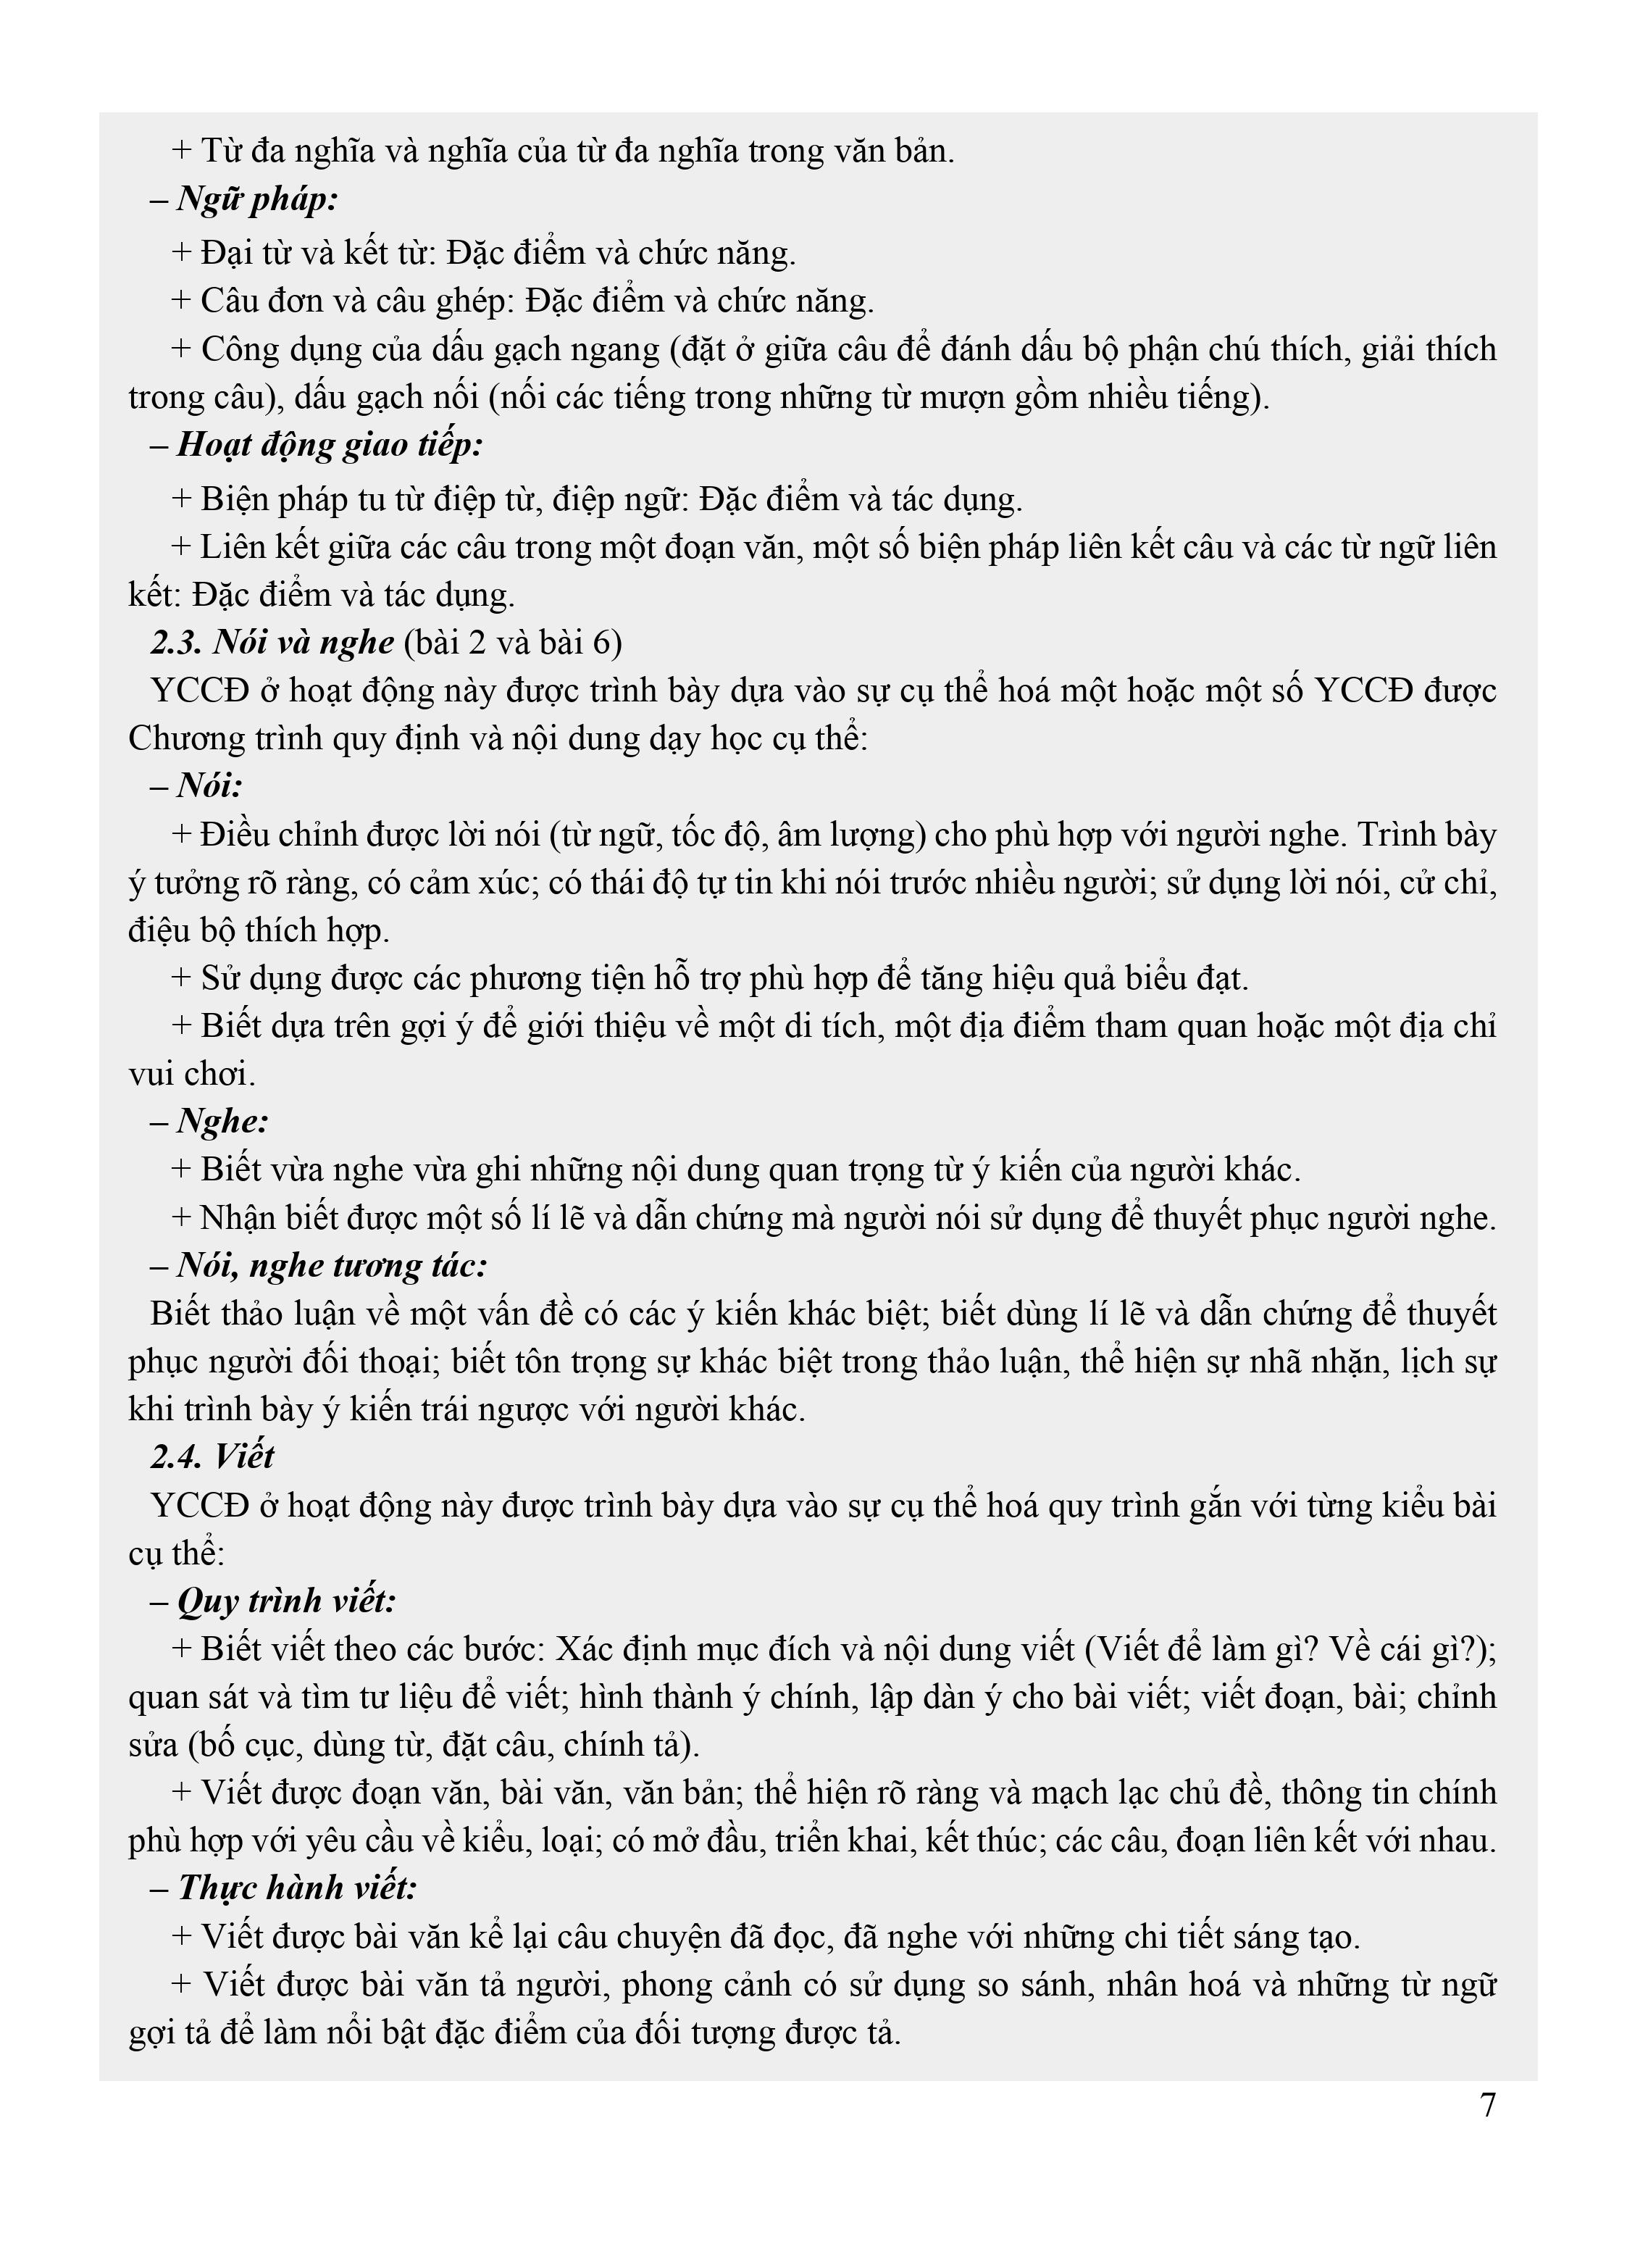 + Từ đa nghĩa và nghĩa của từ đa nghĩa trong văn bản.
– Ngữ pháp:
+ Đại từ và kết từ: Đặc điểm và chức năng.
+ Câu đơn và câu ghép: Đặc điểm và chức năng.
+ Công dụng của dấu gạch ngang (đặt ở giữa câu để đánh dấu bộ phận chú thích, giải thích
trong câu), dấu gạch nối (nối các tiếng trong những từ mượn gồm nhiều tiếng).
– Hoạt động giao tiếp:
+ Biện pháp tu từ điệp từ, điệp ngữ: Đặc điểm và tác dụng.
+ Liên kết giữa các câu trong một đoạn văn, một số biện pháp liên kết câu và các từ ngữ liên
kết: Đặc điểm và tác dụng.
2.3. Nói và nghe (bài 2 và bài 6)
YCCĐ ở hoạt động này được trình bày dựa vào sự cụ thể hoá một hoặc một số YCCĐ được
Chương trình quy định và nội dung dạy học cụ thể:
– Nói:
+ Điều chỉnh được lời nói (từ ngữ, tốc độ, âm lượng) cho phù hợp với người nghe. Trình bày
ý tưởng rõ ràng, có cảm xúc; có thái độ tự tin khi nói trước nhiều người; sử dụng lời nói, cử chỉ,
điệu bộ thích hợp.
+ Sử dụng được các phương tiện hỗ trợ phù hợp để tăng hiệu quả biểu đạt.
+ Biết dựa trên gợi ý để giới thiệu về một di tích, một địa điểm tham quan hoặc một địa chỉ
vui chơi.
– Nghe:
+ Biết vừa nghe vừa ghi những nội dung quan trọng từ ý kiến của người khác.
+ Nhận biết được một số lí lẽ và dẫn chứng mà người nói sử dụng để thuyết phục người nghe.
– Nói, nghe tương tác:
Biết thảo luận về một vấn đề có các ý kiến khác biệt; biết dùng lí lẽ và dẫn chứng để thuyết
phục người đối thoại; biết tôn trọng sự khác biệt trong thảo luận, thể hiện sự nhã nhặn, lịch sự
khi trình bày ý kiến trái ngược với người khác.
2.4. Viết
YCCĐ ở hoạt động này được trình bày dựa vào sự cụ thể hoá quy trình gắn với từng kiểu bài
cụ thể:
– Quy trình viết:
+ Biết viết theo các bước: Xác định mục đích và nội dung viết (Viết để làm gì? Về cái gì?);
quan sát và tìm tư liệu để viết; hình thành ý chính, lập dàn ý cho bài viết; viết đoạn, bài; chỉnh
sửa (bố cục, dùng từ, đặt câu, chính tả).
+ Viết được đoạn văn, bài văn, văn bản; thể hiện rõ ràng và mạch lạc chủ đề, thông tin chính
phù hợp với yêu cầu về kiểu, loại; có mở đầu, triển khai, kết thúc; các câu, đoạn liên kết với nhau.
– Thực hành viết:
+ Viết được bài văn kể lại câu chuyện đã đọc, đã nghe với những chi tiết sáng tạo.
+ Viết được bài văn tả người, phong cảnh có sử dụng so sánh, nhân hoá và những từ ngữ
gợi tả để làm nổi bật đặc điểm của đối tượng được tả.
7